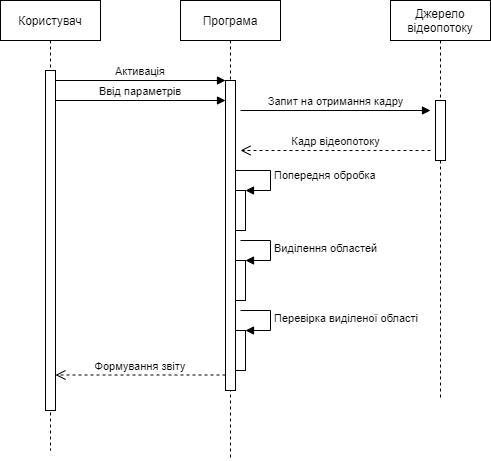 Користувач
Програма
Джерело
відеопотоку
Активація
Ввід параметрів
Запит на отримання кадру
Кадр відеопотоку
Попередня обробка
Виділення областей
Перевірка виділеної області
Формування звіту